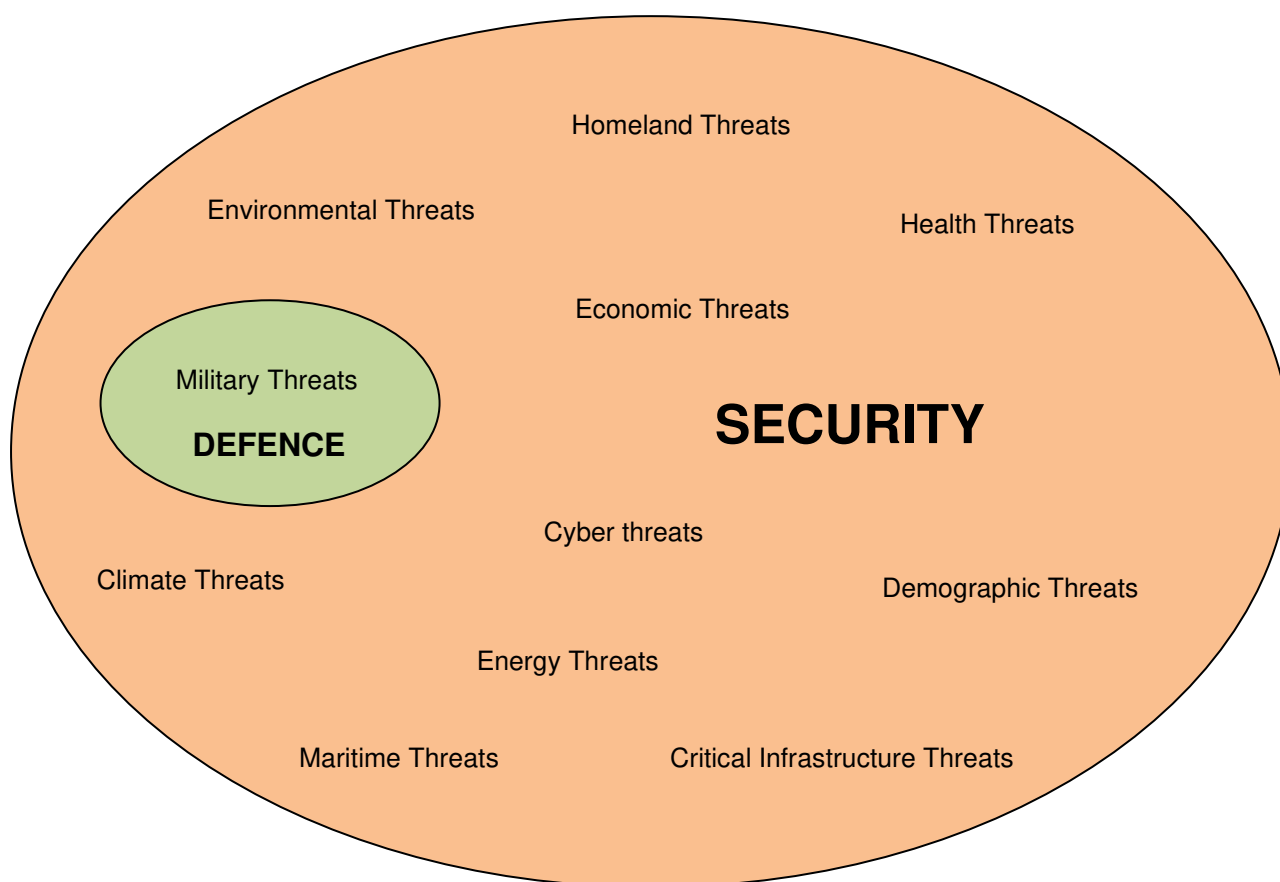 Homeland Threats
Environmental Threats
Health Threats
Economic Threats
Military Threats
SECURITY
DEFENCE
Cyber threats
Climate Threats
Demographic Threats
Energy Threats
Maritime Threats
Critical Infrastructure Threats